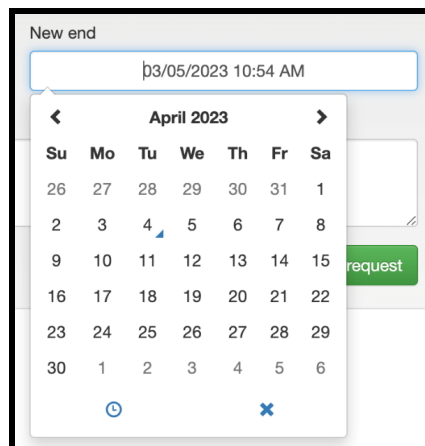 New end
03/05/2023 10:54 AM
April 2023
Su Mo Tu We Th Fr Sa
26 27 28 29 30 31 1
2 3 4 5 6 7 8
9 10 11 12 13 14 15
request
16 17 18 19 20 21 22
23 24 25 26 27 28 29
30 1 2 3 4 5 6